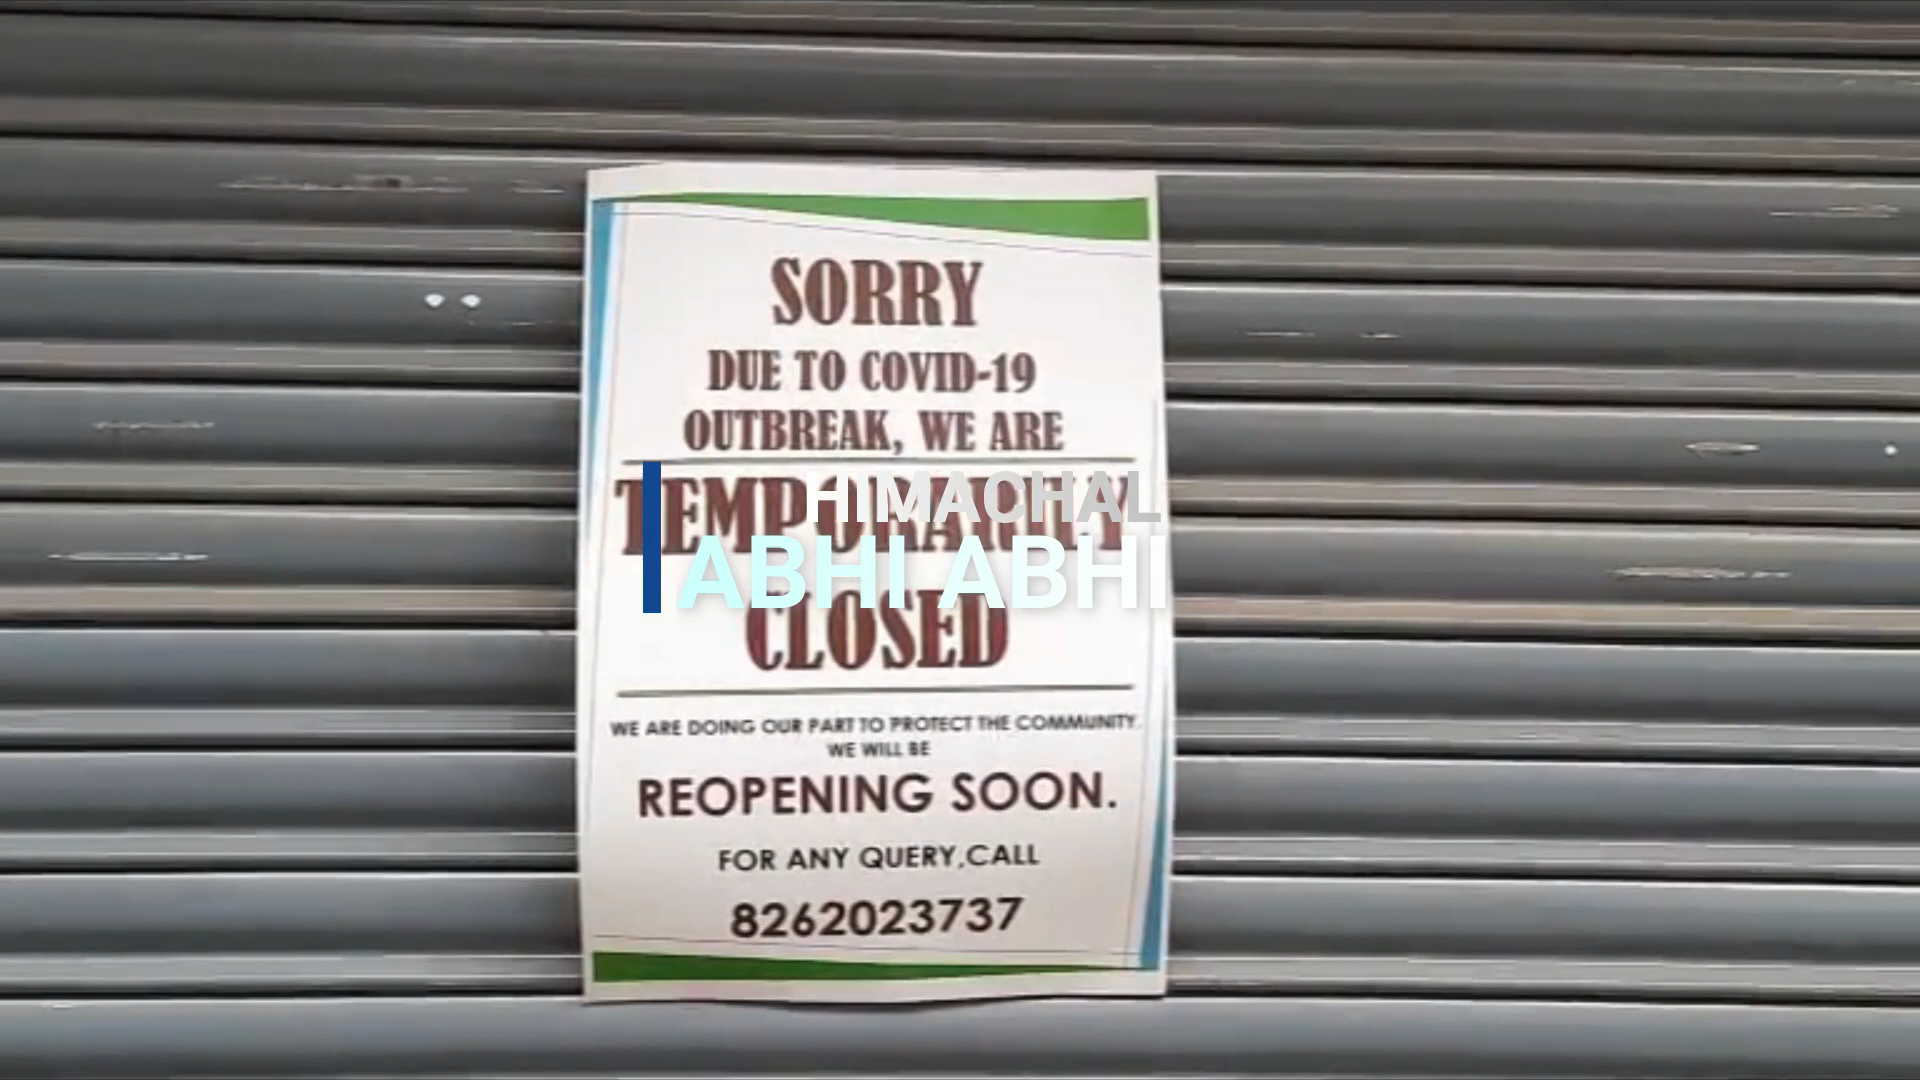 SORRY
DUE TO COVID-19
OUTBREAK, WE ARE
TEMPORARILY
HIMACHAL
ABHI ABHI
CLOSED
WE ARE DOING OUR PART TO PROTECT THE COMMUNITY.
WE WILL BE
REOPENING SOON.
FOR ANY QUERY,CALL
8262023737